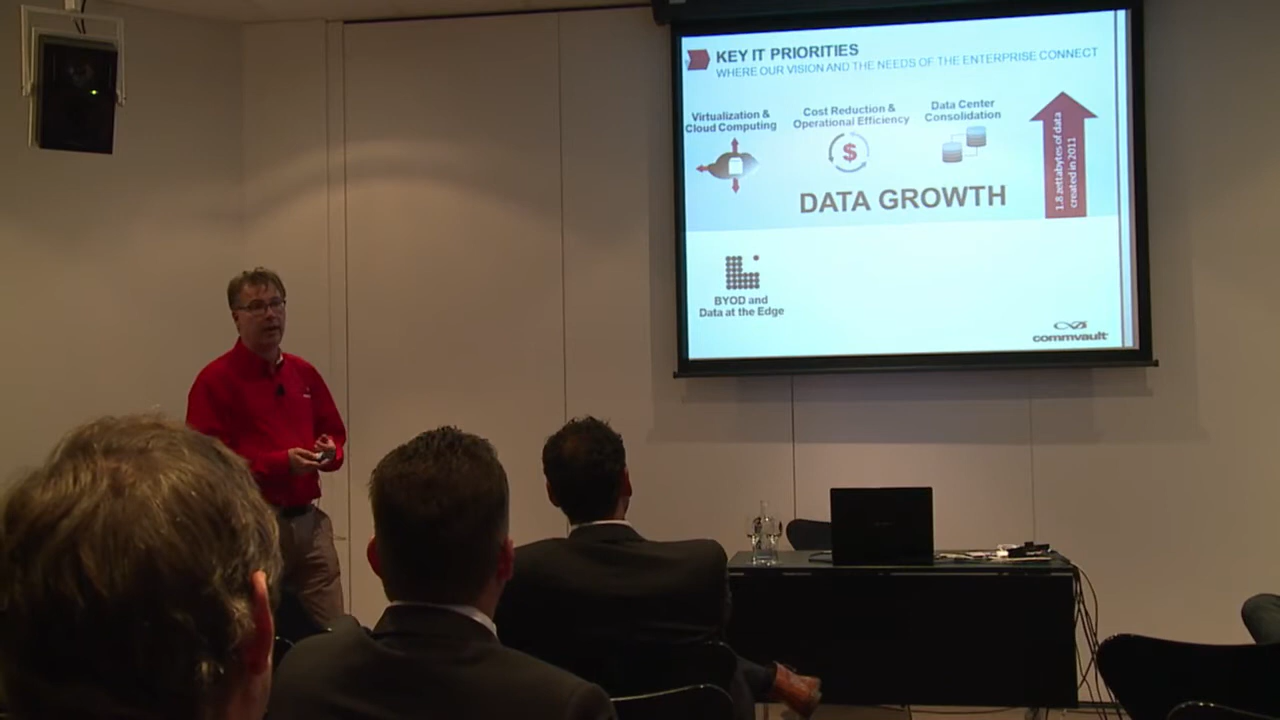 KEY IT PRIORITIES
WHERE OUR VISION AND THE NEEDS OF THE ENTERPRISE CONNECT
Virtualization &
Cloud Computing
Cost Reduction &
Operational Efficiency
Data Center
Consolidation
$
1.8 zettabytes of data
created in 2011
DATA GROWTH
BYOD and
Data at the Edge
commvault